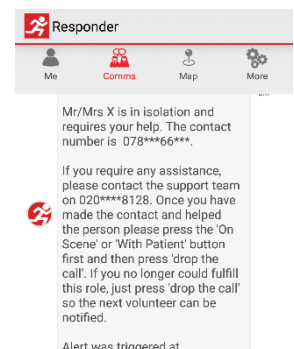 Responder
Me Comms Map More
Mr/Mrs X is in isolation and
requires your help. The contact
number is 078***66***.
If you require any assistance,
please contact the support team
on 020****8128. Once you have
made the contact and helped
the person please press the 'On
Scene' or 'With Patient' button
first and then press 'drop the
call'. If you no longer could fulfill
this role, just press 'drop the call'
so the next volunteer can be
notified.
Alert was triggered at